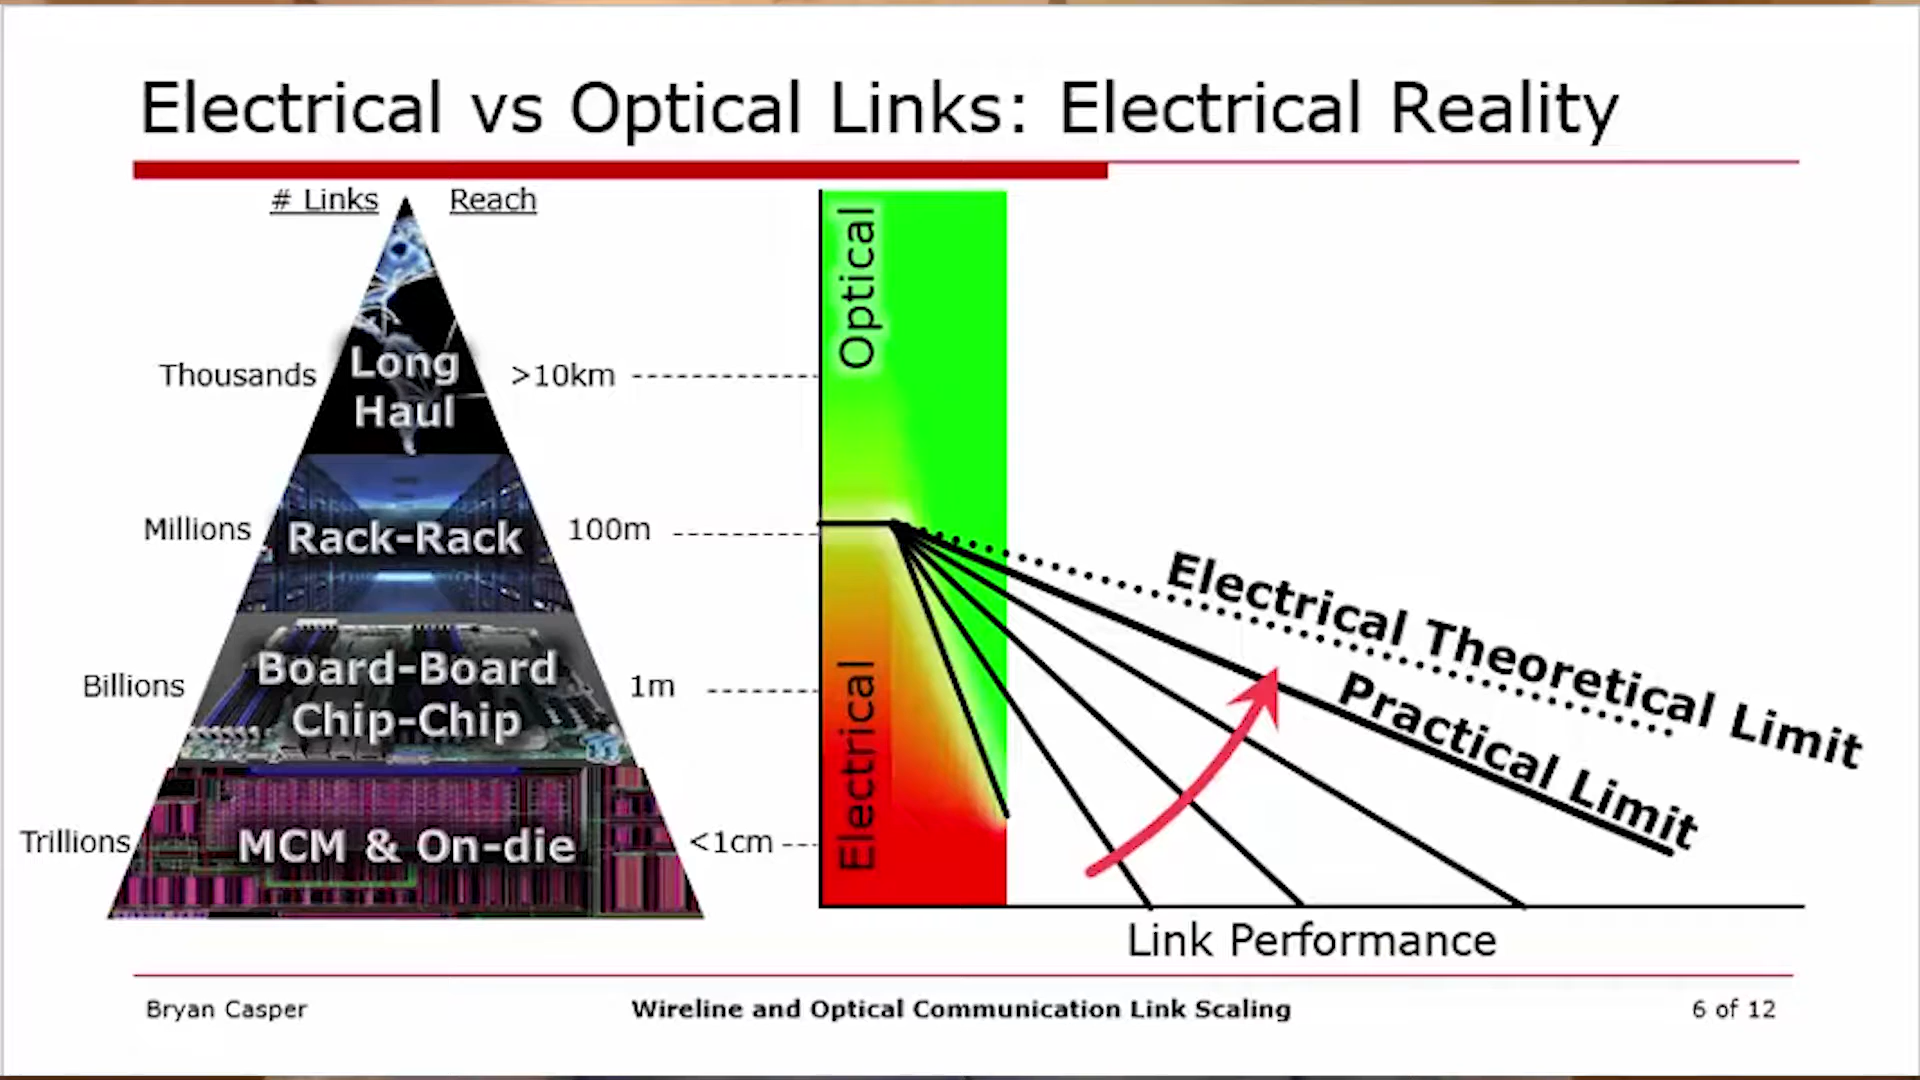 Electrical vs Optical Links: Electrical Reality
# Links
Reach
Thousands
Long
Haul
>10km
Millions
Rack-Rack
100m
Billions
Board-Board
Chip-Chip
1m
Trillions
MCM & On-die
<1cm
Optical
Electrical
Electrical Theoretical Limit
Practical Limit
Link Performance
Bryan Casper
Wireline and Optical Communication Link Scaling
6 of 12